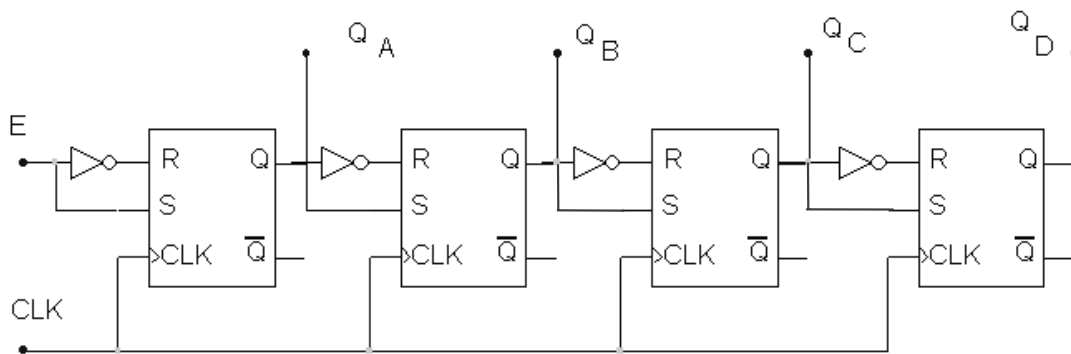 Q A Q B Q C Q D
E
R Q R Q R Q R Q
S S S S
CLK Q̅ CLK Q̅ CLK Q̅ CLK Q̅
CLK